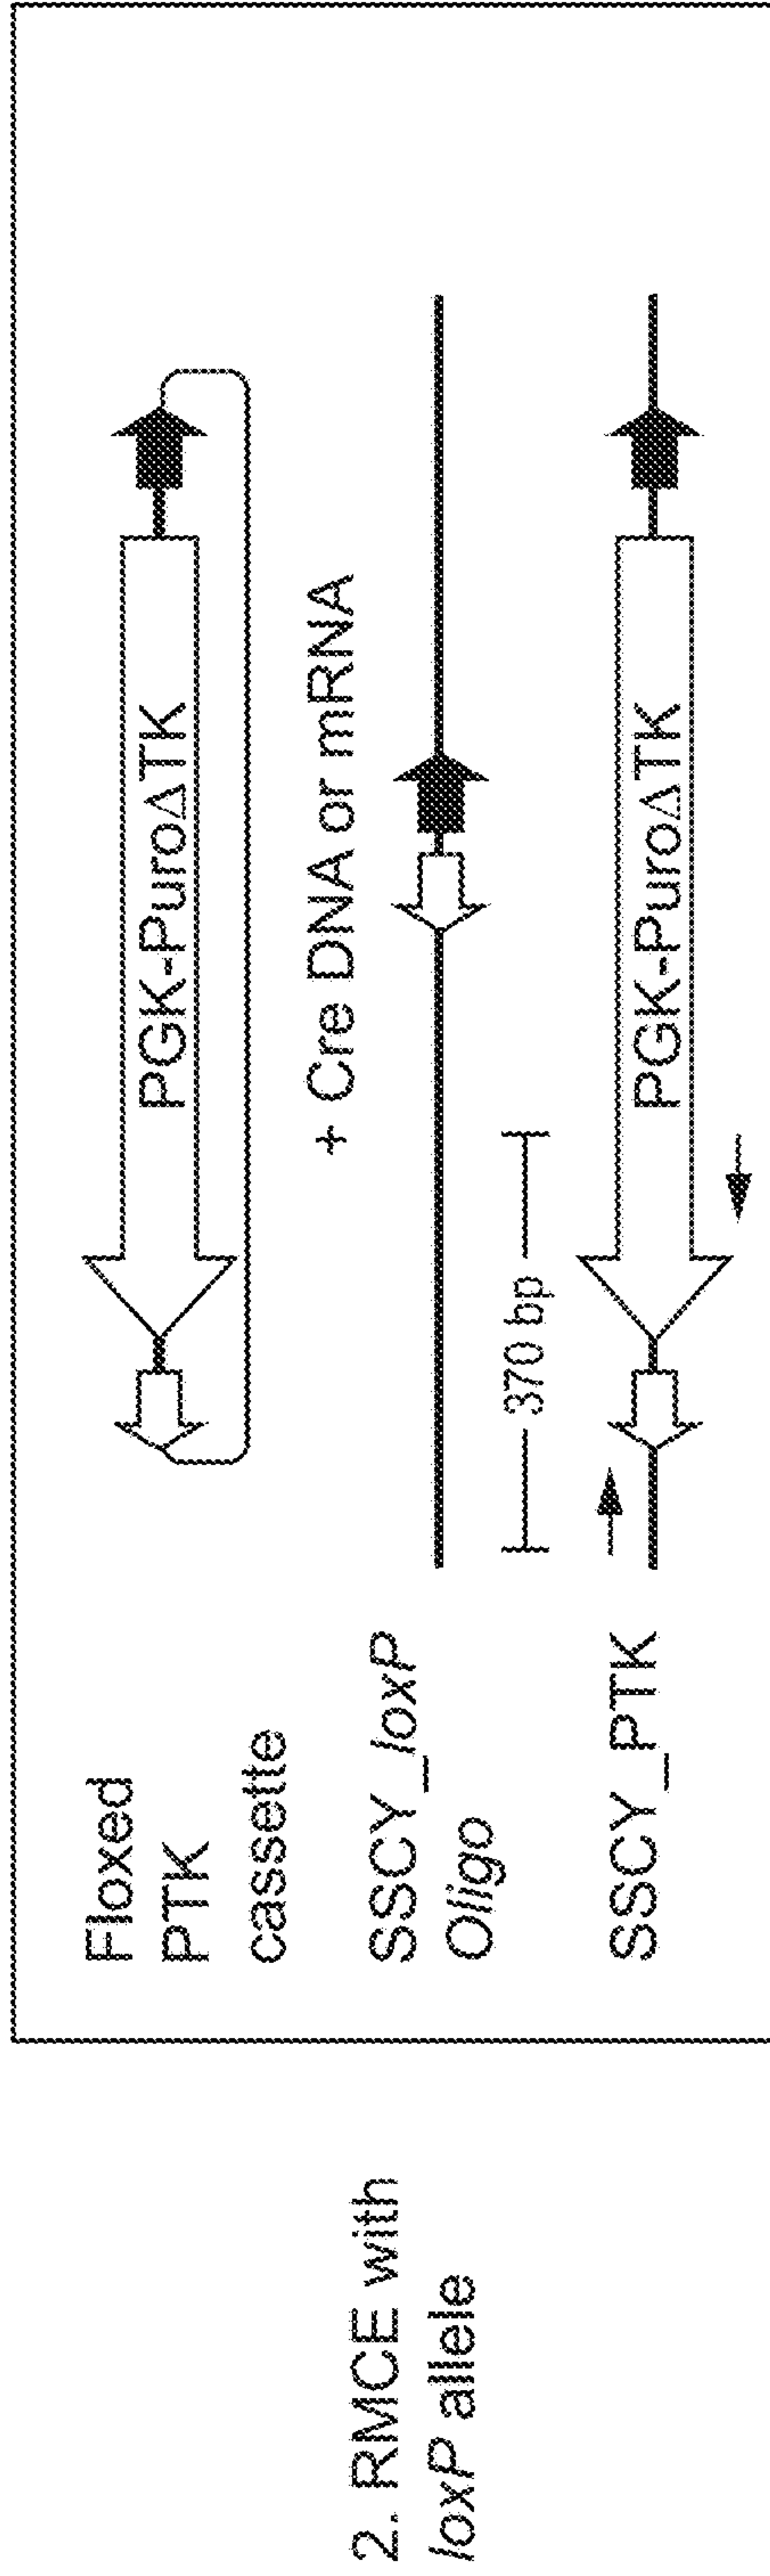 2. RMCE with
loxP allele
Floxed
PTK
cassette
PGK-PuroΔTK
+ Cre DNA or mRNA
SSCY_loxP
Oligo
370 bp
SSCY_PTK
PGK-PuroΔTK